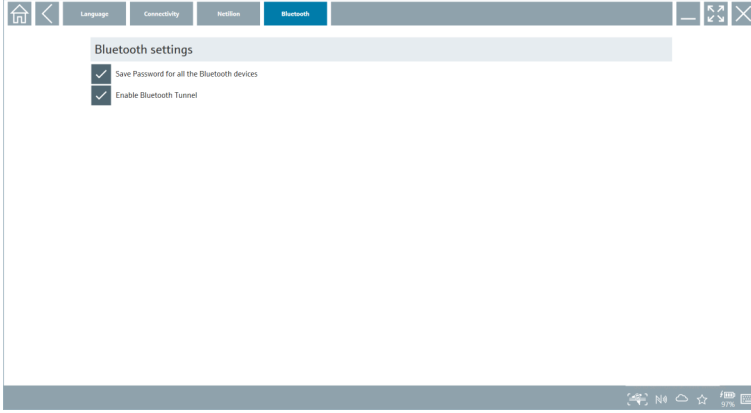 Language Connectivity Netilion Bluetooth
Bluetooth settings
Save Password for all the Bluetooth devices
Enable Bluetooth Tunnel
97%